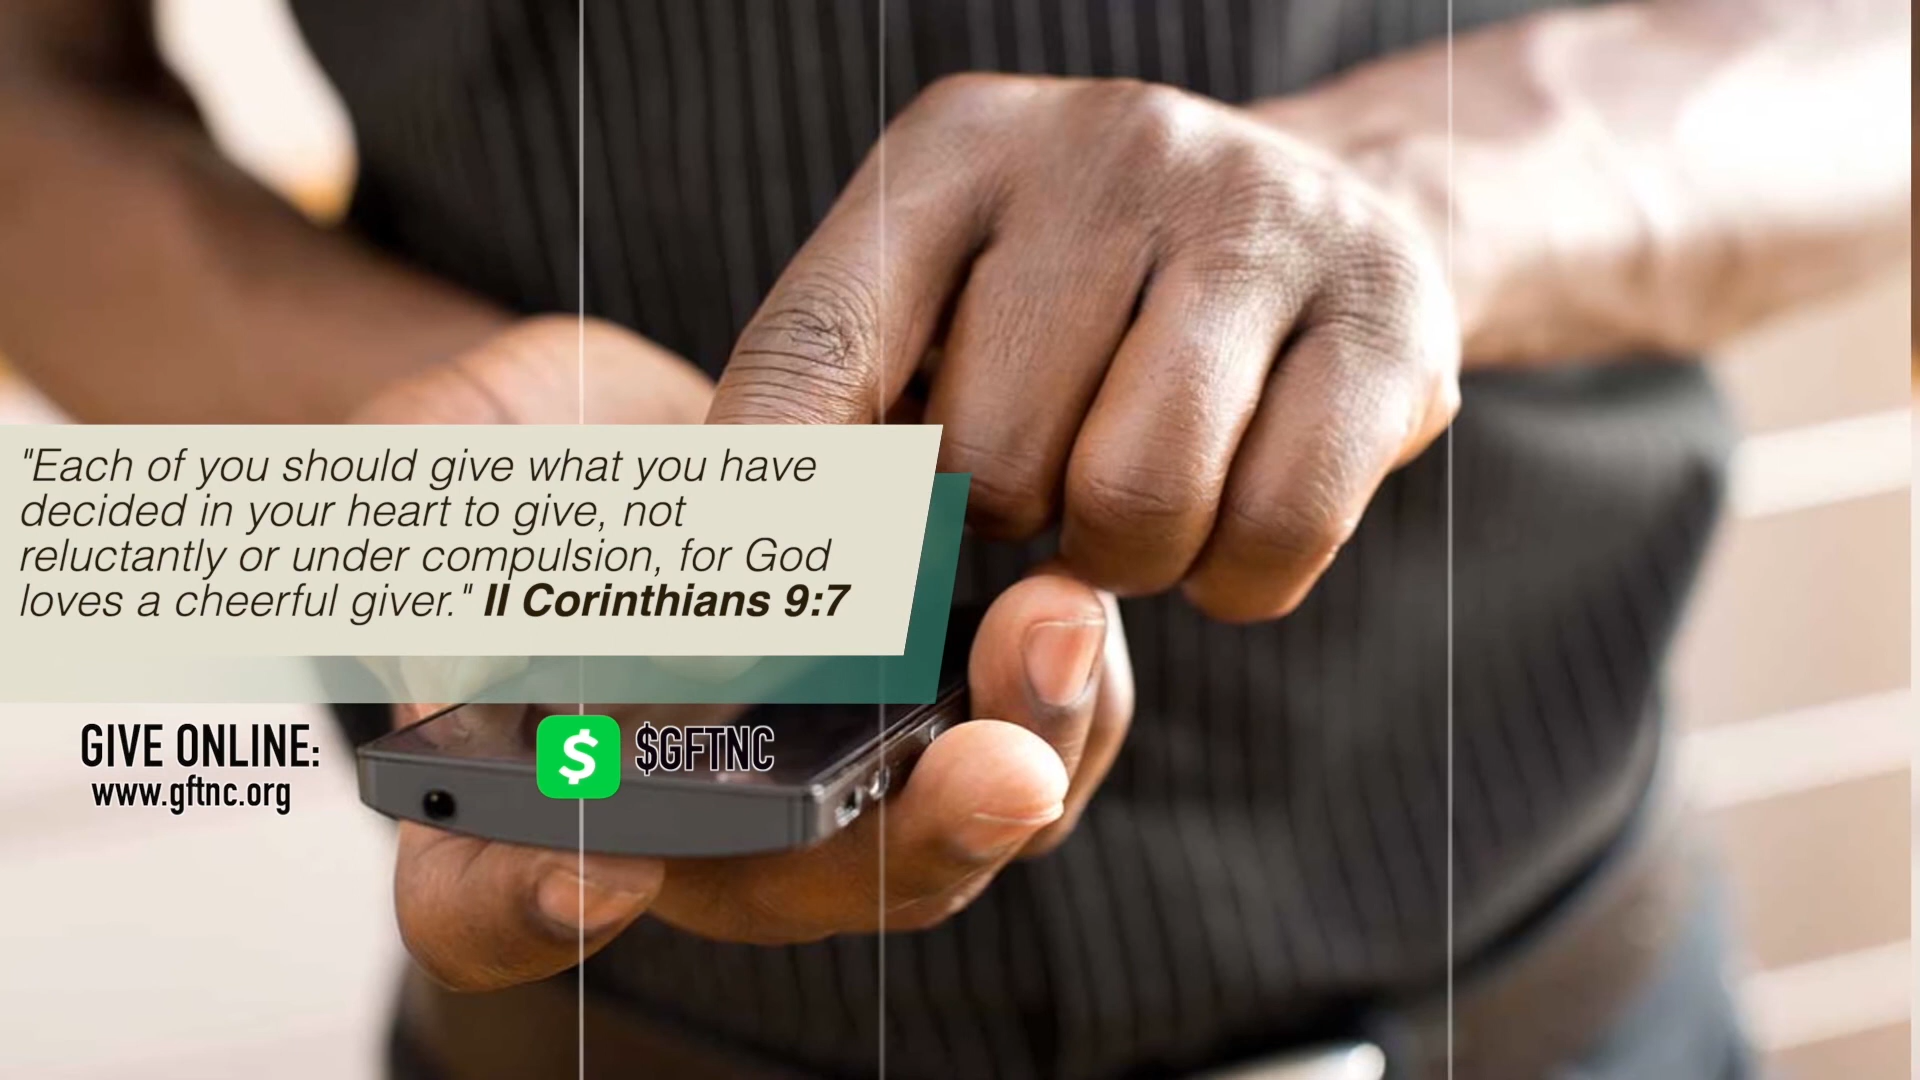 "Each of you should give what you have
decided in your heart to give, not
reluctantly or under compulsion, for God
loves a cheerful giver." II Corinthians 9:7
GIVE ONLINE:
www.gftnc.org
$ $GFTNC